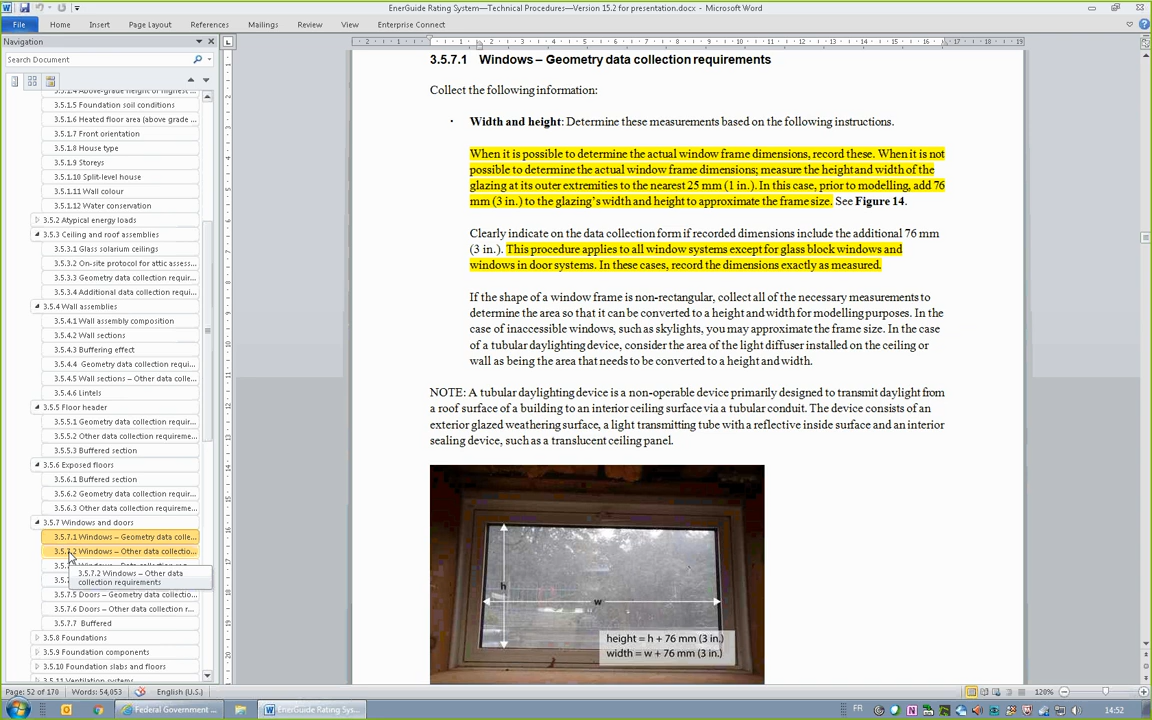 EnerGuide Rating System—Technical Procedures—Version 15.2 for presentation.docx - Microsoft Word
File Home Insert Page Layout References Mailings Review View Enterprise Connect
Navigation
Search Document
3.5.1.4 Above-grade height of highest
3.5.1.5 Foundation soil conditions
3.5.1.6 Heated floor area (above grade ...
3.5.1.7 Front orientation
3.5.1.8 House type
3.5.1.9 Storeys
3.5.1.10 Split-level house
3.5.1.11 Wall colour
3.5.1.12 Water conservation
3.5.2 Atypical energy loads
3.5.3 Ceiling and roof assemblies
3.5.3.1 Glass solarium ceilings
3.5.3.2 On-site protocol for attic assess...
3.5.3.3 Geometry data collection requi...
3.5.3.4 Additional data collection requi...
3.5.4 Wall assemblies
3.5.4.1 Wall assembly composition
3.5.4.2 Wall sections
3.5.4.3 Buffering effect
3.5.4.4 Geometry data collection requi...
3.5.4.5 Wall sections – Other data colle...
3.5.4.6 Lintels
3.5.5 Floor header
3.5.5.1 Geometry data collection requi...
3.5.5.2 Other data collection requireme...
3.5.5.3 Buffered section
3.5.6 Exposed floors
3.5.6.1 Buffered section
3.5.6.2 Geometry data collection requir...
3.5.6.3 Other data collection requireme...
3.5.7 Windows and doors
3.5.7.1 Windows – Geometry data colle...
3.5.7.2 Windows – Other data collectio...
3.5.7.2 Windows – Other data
collection requirements
3.5.7.5 Doors – Geometry data collectio...
3.5.7.6 Doors – Other data collection r...
3.5.7.7 Buffered
3.5.8 Foundations
3.5.9 Foundation components
3.5.10 Foundation slabs and floors
3.5.11 Ventilation systems
3.5.7.1 Windows – Geometry data collection requirements
Collect the following information:
· Width and height: Determine these measurements based on the following instructions.
When it is possible to determine the actual window frame dimensions, record these. When it is not
possible to determine the actual window frame dimensions; measure the height and width of the
glazing at its outer extremities to the nearest 25 mm (1 in.). In this case, prior to modelling, add 76
mm (3 in.) to the glazing's width and height to approximate the frame size. See Figure 14.
Clearly indicate on the data collection form if recorded dimensions include the additional 76 mm
(3 in.). This procedure applies to all window systems except for glass block windows and
windows in door systems. In these cases, record the dimensions exactly as measured.
If the shape of a window frame is non-rectangular, collect all of the necessary measurements to
determine the area so that it can be converted to a height and width for modelling purposes. In the
case of inaccessible windows, such as skylights, you may approximate the frame size. In the case
of a tubular daylighting device, consider the area of the light diffuser installed on the ceiling or
wall as being the area that needs to be converted to a height and width.
NOTE: A tubular daylighting device is a non-operable device primarily designed to transmit daylight from
a roof surface of a building to an interior ceiling surface via a tubular conduit. The device consists of an
exterior glazed weathering surface, a light transmitting tube with a reflective inside surface and an interior
sealing device, such as a translucent ceiling panel.
h
w
height = h + 76 mm (3 in.)
width = w + 76 mm (3 in.)
Page: 52 of 170 Words: 54,053 English (U.S.) 120%
Federal Government ... EnerGuide Rating Sys... FR 14:52